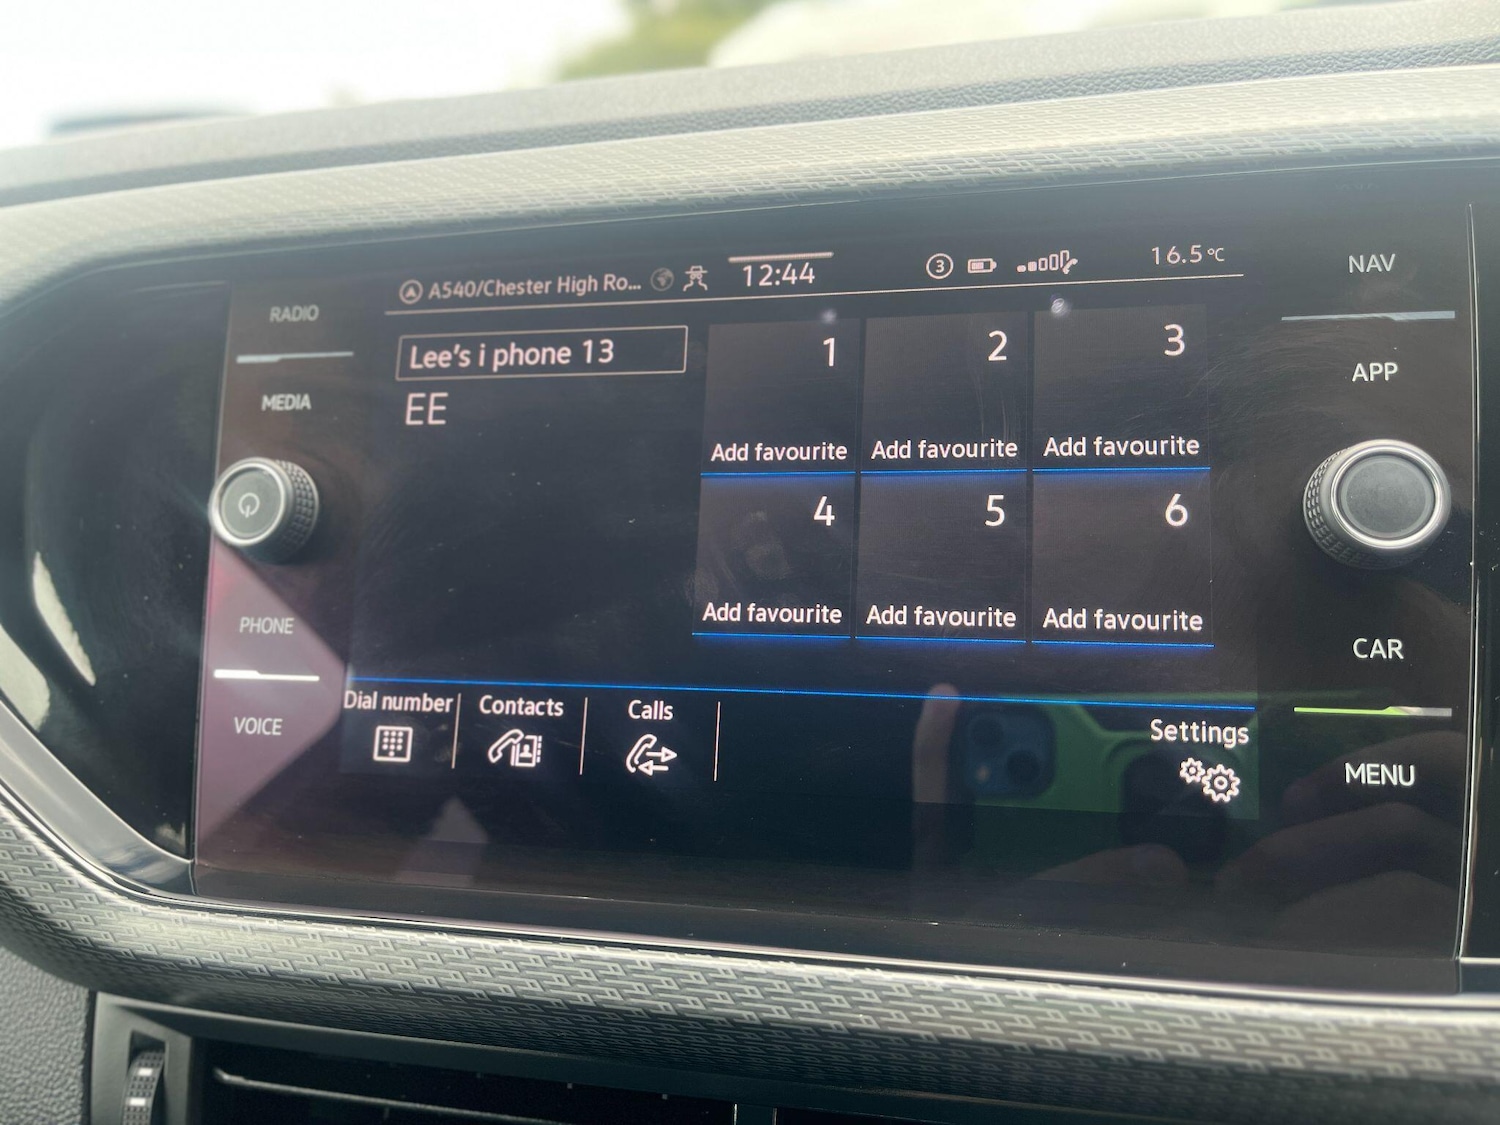 A540/Chester High Ro... 12:44 3 16.5°C
RADIO
MEDIA
PHONE
VOICE
Lee's i phone 13
EE
1
Add favourite
2
Add favourite
3
Add favourite
4
Add favourite
5
Add favourite
6
Add favourite
Dial number
Contacts
Calls
Settings
NAV
APP
CAR
MENU